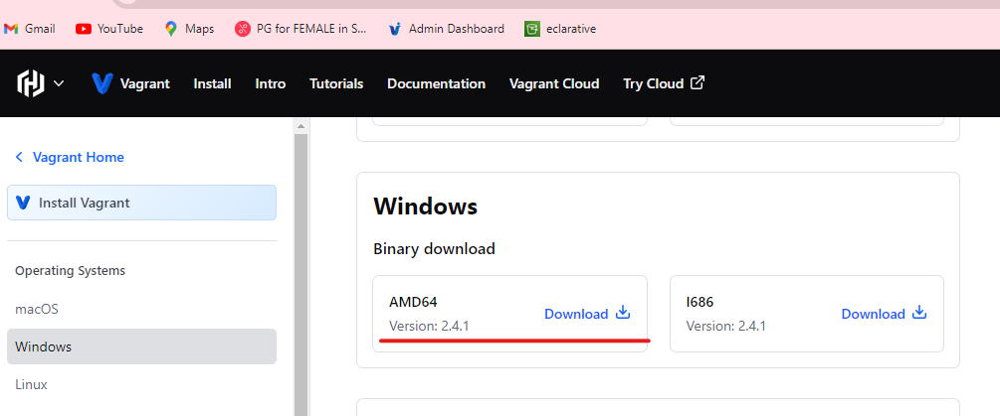 Gmail YouTube Maps PG for FEMALE in S... Admin Dashboard eclarative
Vagrant Install Intro Tutorials Documentation Vagrant Cloud Try Cloud
Vagrant Home
Install Vagrant
Operating Systems
macOS
Windows
Linux
Windows
Binary download
AMD64
Version: 2.4.1
Download
I686
Version: 2.4.1
Download